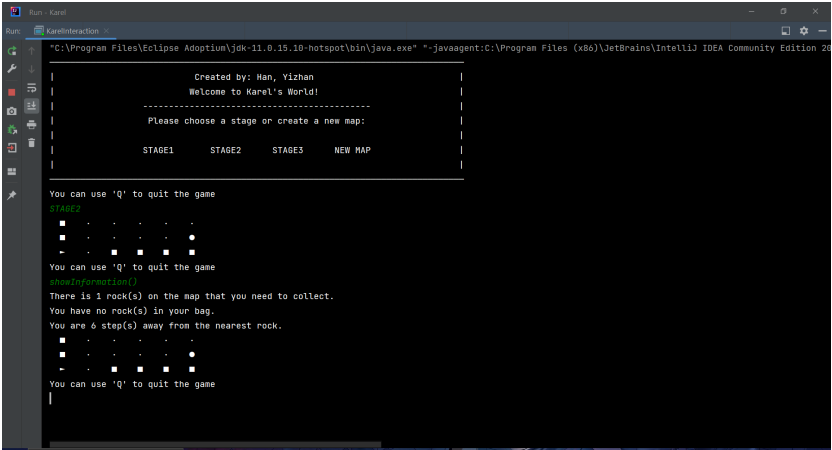 Run - Karel
Run: KarelInteraction ×
"C:\Program Files\Eclipse Adoptium\jdk-11.0.15.10-hotspot\bin\java.exe" "-javaagent:C:\Program Files (x86)\JetBrains\IntelliJ IDEA Community Edition 20
Created by: Han, Yizhan
Welcome to Karel's World!
------------------------------------------
Please choose a stage or create a new map:
STAGE1 STAGE2 STAGE3 NEW MAP
You can use 'Q' to quit the game
STAGE2
■ · · · · ·
■ · · · · ●
► · ■ ■ ■ ■
You can use 'Q' to quit the game
showInformation()
There is 1 rock(s) on the map that you need to collect.
You have no rock(s) in your bag.
You are 6 step(s) away from the nearest rock.
■ · · · · ·
■ · · · · ●
► · ■ ■ ■ ■
You can use 'Q' to quit the game